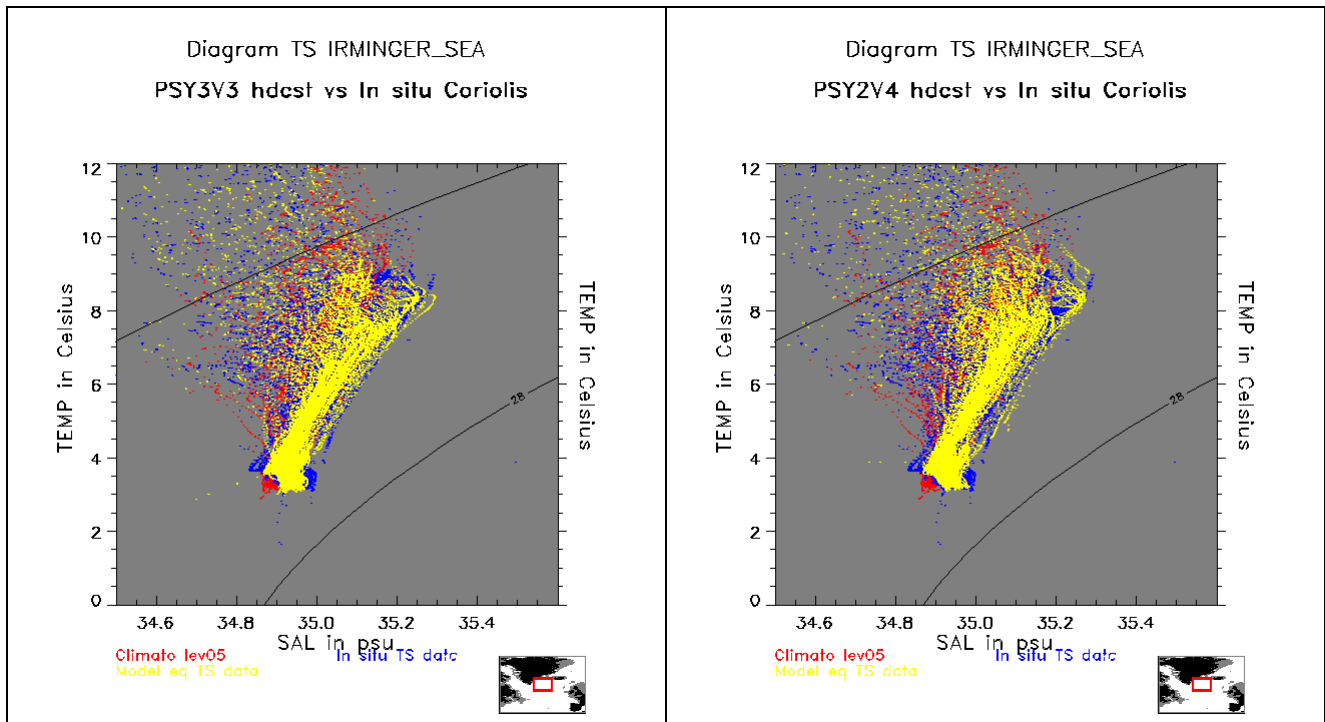 Diagram TS IRMINGER_SEA
PSY3V3 hdcst vs In situ Coriolis
12
10
8
6
4
2
0
TEMP in Celsius
TEMP in Celsius
28
34.6 34.8 35.0 35.2 35.4
SAL in psu
Climato lev05
In situ TS data
Model eq TS data
Diagram TS IRMINGER_SEA
PSY2V4 hdcst vs In situ Coriolis
12
10
8
6
4
2
0
TEMP in Celsius
TEMP in Celsius
28
34.6 34.8 35.0 35.2 35.4
SAL in psu
Climato lev05
In situ TS data
Model eq TS data